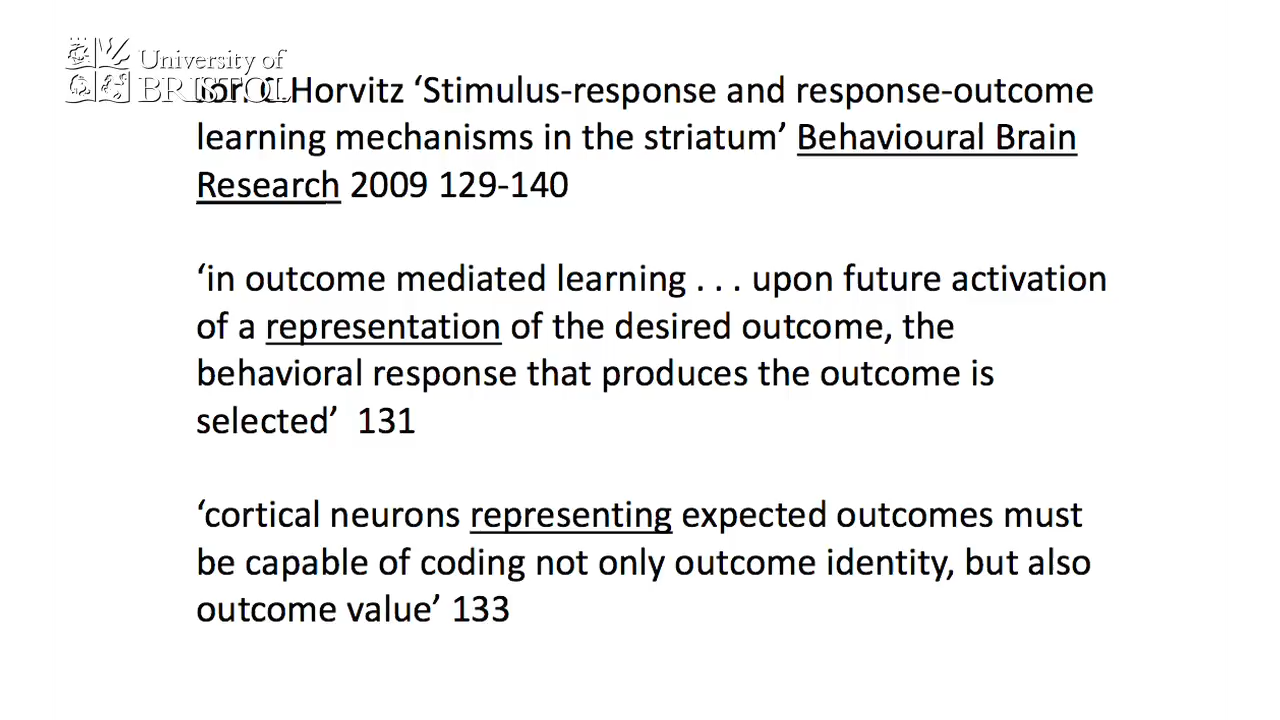 University of
BRISTOL
Horvitz ‘Stimulus-response and response-outcome
learning mechanisms in the striatum’ Behavioural Brain
Research 2009 129-140
‘in outcome mediated learning . . . upon future activation
of a representation of the desired outcome, the
behavioral response that produces the outcome is
selected’ 131
‘cortical neurons representing expected outcomes must
be capable of coding not only outcome identity, but also
outcome value’ 133